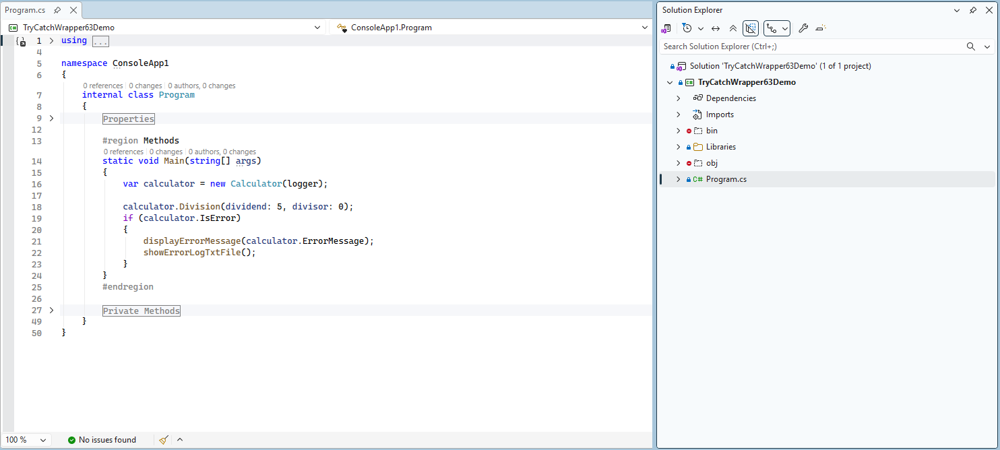 Program.cs
TryCatchWrapper63Demo
ConsoleApp1.Program
1 using ...
4
5 namespace ConsoleApp1
6 {
0 references | 0 changes | 0 authors, 0 changes
7 internal class Program
8 {
9 Properties
12
13 #region Methods
0 references | 0 changes | 0 authors, 0 changes
14 static void Main(string[] args)
15 {
16 var calculator = new Calculator(logger);
17
18 calculator.Division(dividend: 5, divisor: 0);
19 if (calculator.IsError)
20 {
21 displayErrorMessage(calculator.ErrorMessage);
22 showErrorLogTxtFile();
23 }
24 }
25 #endregion
26
27 Private Methods
49 }
50 }
100 %
No issues found
Solution Explorer
Search Solution Explorer (Ctrl+;)
Solution 'TryCatchWrapper63Demo' (1 of 1 project)
C# TryCatchWrapper63Demo
Dependencies
Imports
bin
Libraries
obj
C# Program.cs